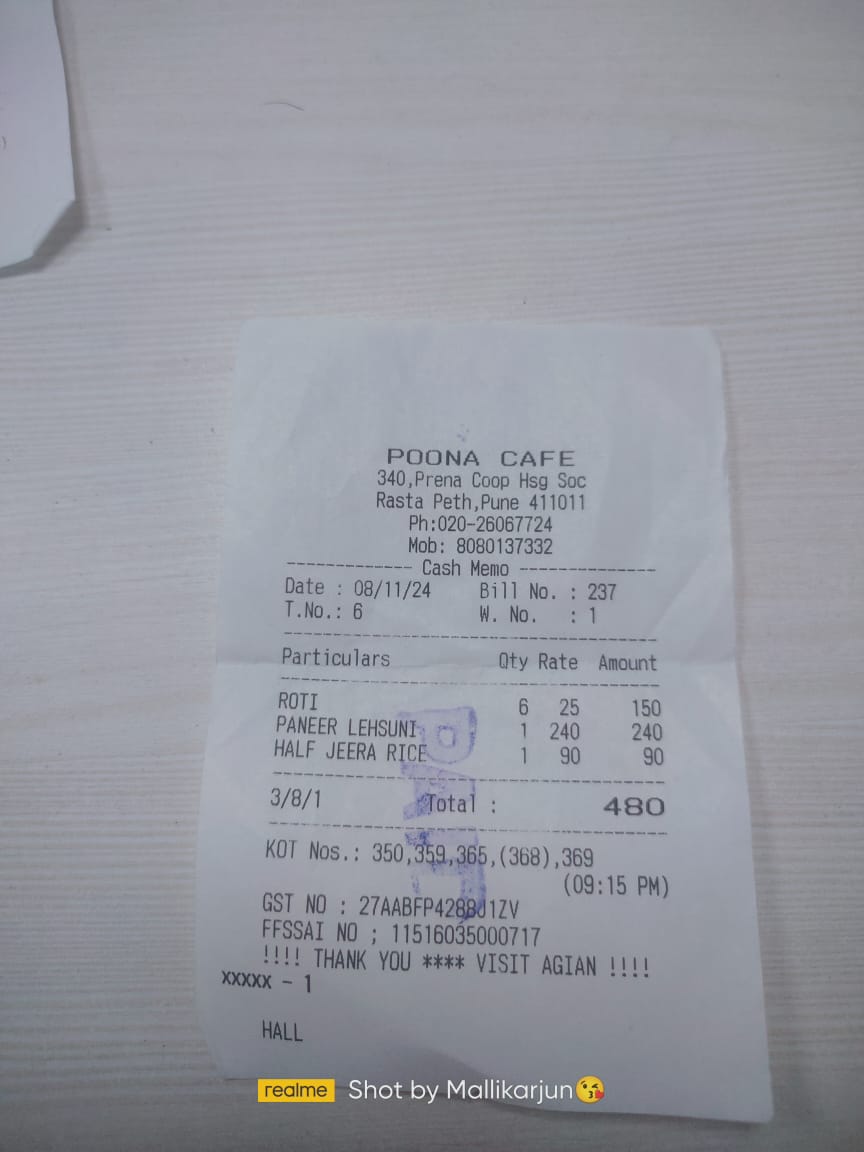 POONA CAFE
340,Prena Coop Hsg Soc
Rasta Peth,Pune 411011
Ph:020-26067724
Mob: 8080137332
------------- Cash Memo --------------
Date : 08/11/24 Bill No. : 237
T.No.: 6 W. No. : 1
Particulars Qty Rate Amount
ROTI 6 25 150
PANEER LEHSUNI 1 240 240
HALF JEERA RICE 1 90 90
3/8/1 Total : 480
PAID
KOT Nos.: 350,359,365,(368),369
(09:15 PM)
GST NO : 27AABFP4288J1ZV
FFSSAI NO ; 11516035000717
!!!! THANK YOU **** VISIT AGIAN !!!!
XXXXX - 1
HALL
realme Shot by Mallikarjun😘